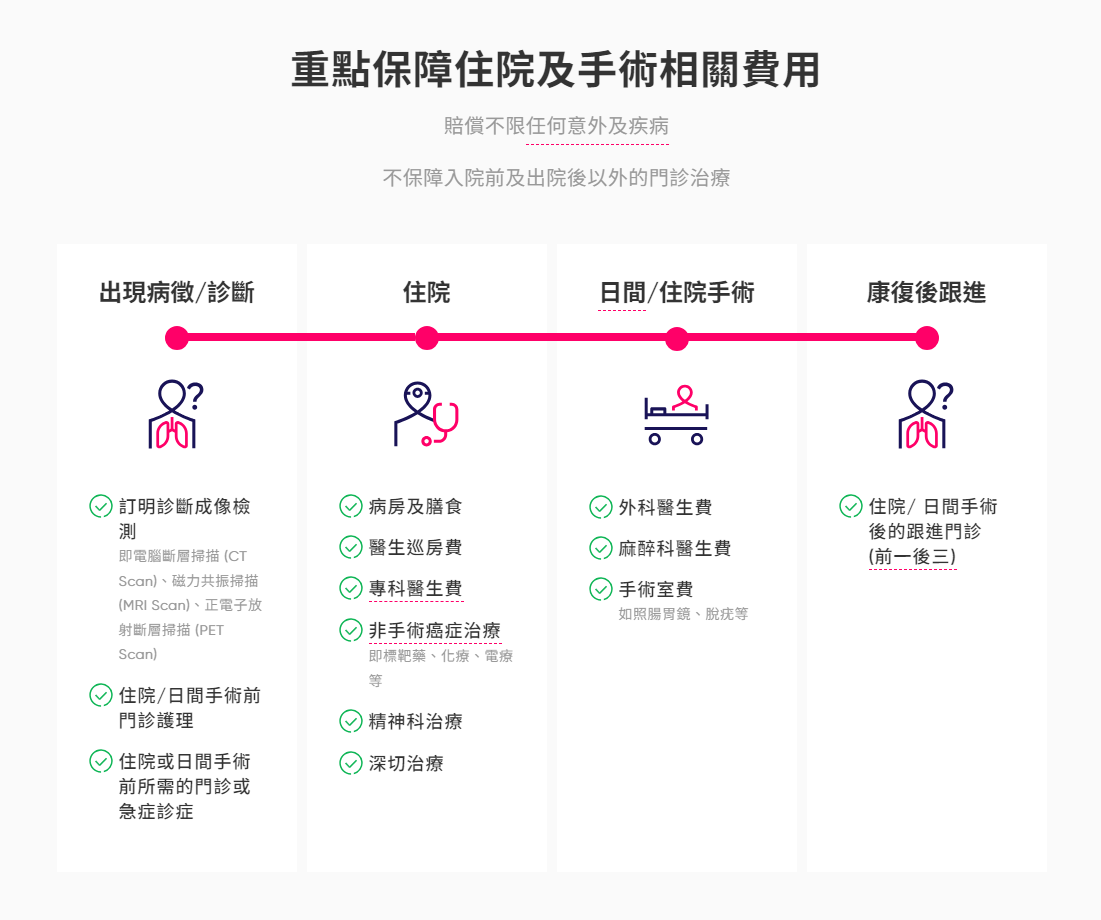 重點保障住院及手術相關費用
賠償不限任何意外及疾病
不保障入院前及出院後以外的門診治療
出現病徵/診斷
訂明診斷成像檢
測
即電腦斷層掃描 (CT
Scan)、磁力共振掃描
(MRI Scan)、正電子放
射斷層掃描 (PET
Scan)
住院/日間手術前
門診護理
住院或日間手術
前所需的門診或
急症診症
住院
病房及膳食
醫生巡房費
專科醫生費
非手術癌症治療
即標靶藥、化療、電療
等
精神科治療
深切治療
日間/住院手術
外科醫生費
麻醉科醫生費
手術室費
如照腸胃鏡、脫疣等
康復後跟進
住院/ 日間手術
後的跟進門診
(前一後三)